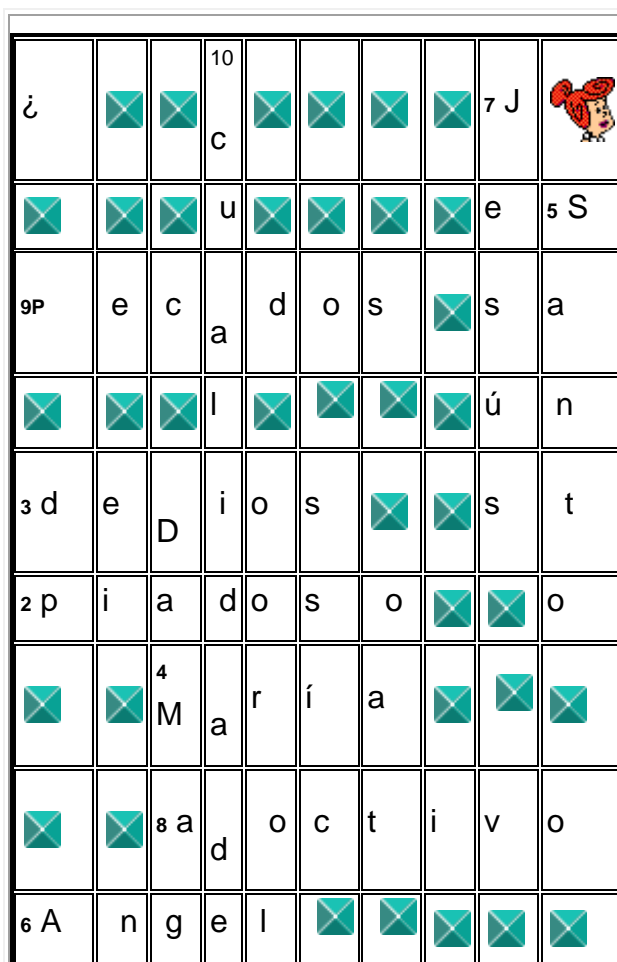 ¿ 10 c 7 J
u e 5 S
9P e c a d o s s a
l ú n
3 d e D i o s s t
2 p i a d o s o o
4 M a r í a
8 a d o c t i v o
6 A n g e l